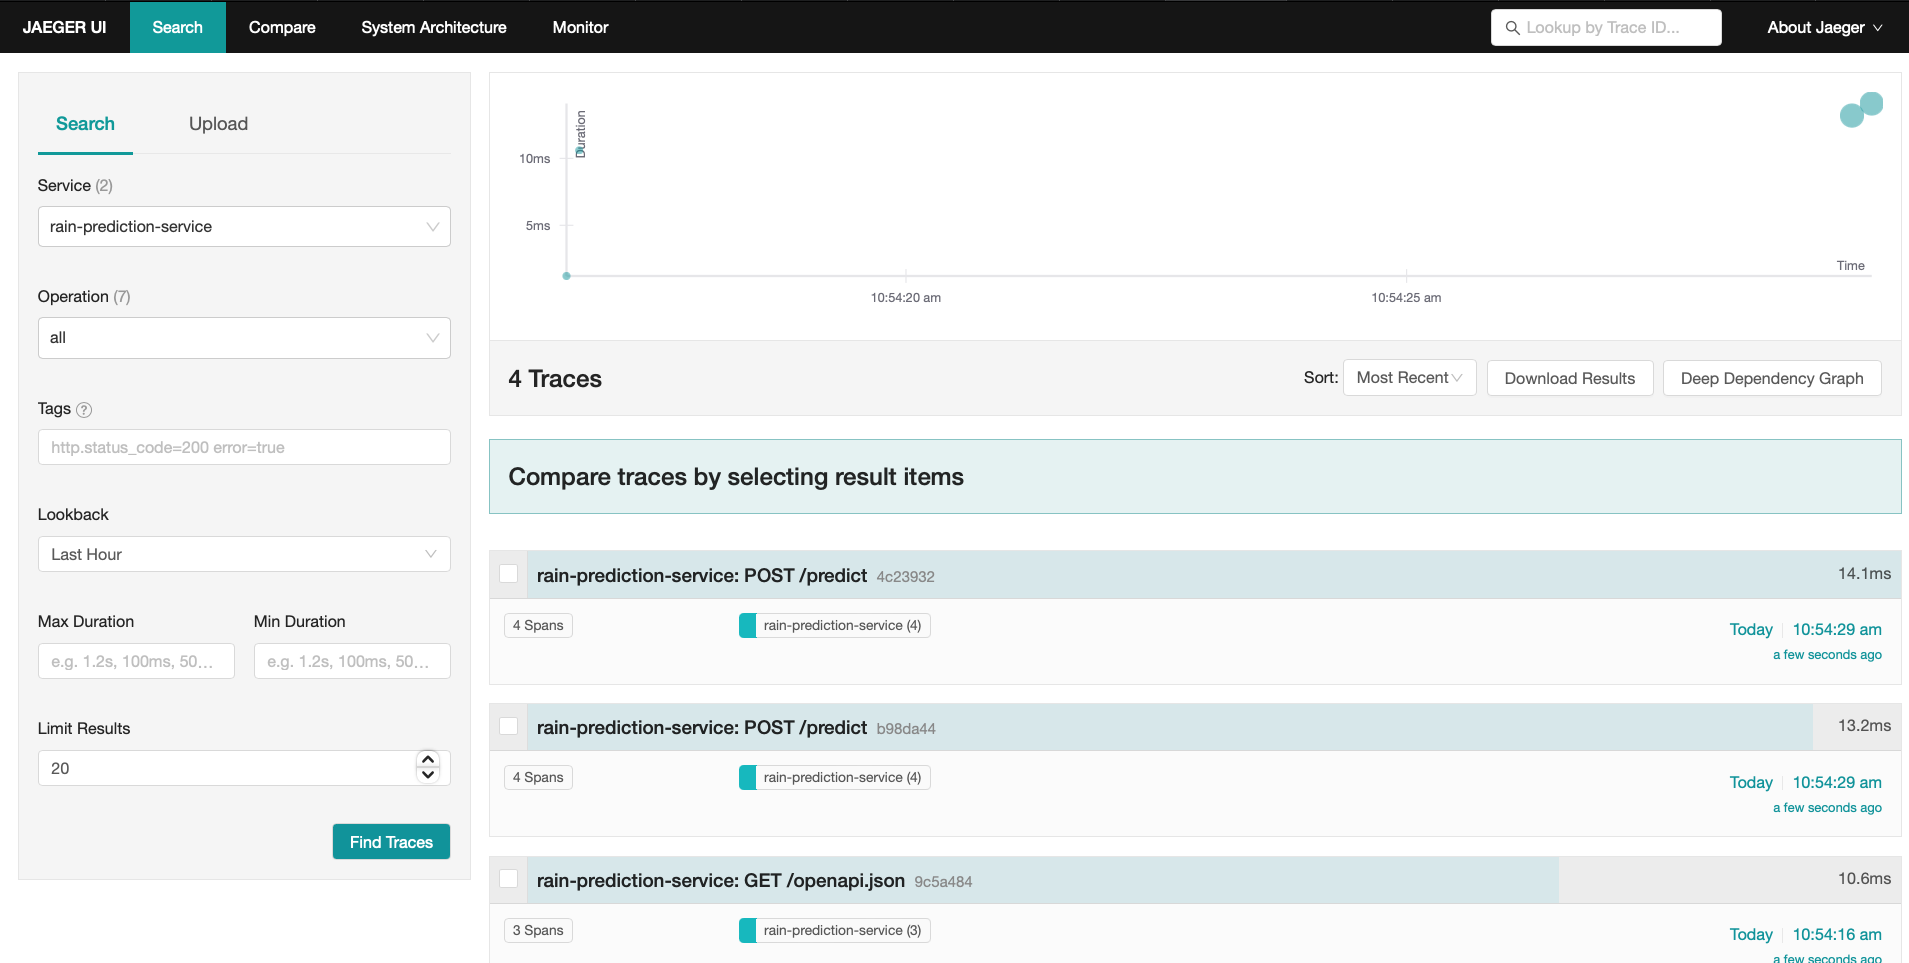 JAEGER UI Search Compare System Architecture Monitor Lookup by Trace ID... About Jaeger
Search Upload
Service (2)
rain-prediction-service
Operation (7)
all
Tags ?
http.status_code=200 error=true
Lookback
Last Hour
Max Duration Min Duration
e.g. 1.2s, 100ms, 50... e.g. 1.2s, 100ms, 50...
Limit Results
20
Find Traces
Duration
10ms
5ms
Time
10:54:20 am 10:54:25 am
4 Traces Sort: Most Recent Download Results Deep Dependency Graph
Compare traces by selecting result items
rain-prediction-service: POST /predict 4c23932 14.1ms
4 Spans rain-prediction-service (4) Today 10:54:29 am
a few seconds ago
rain-prediction-service: POST /predict b98da44 13.2ms
4 Spans rain-prediction-service (4) Today 10:54:29 am
a few seconds ago
rain-prediction-service: GET /openapi.json 9c5a484 10.6ms
3 Spans rain-prediction-service (3) Today 10:54:16 am
a few seconds ago